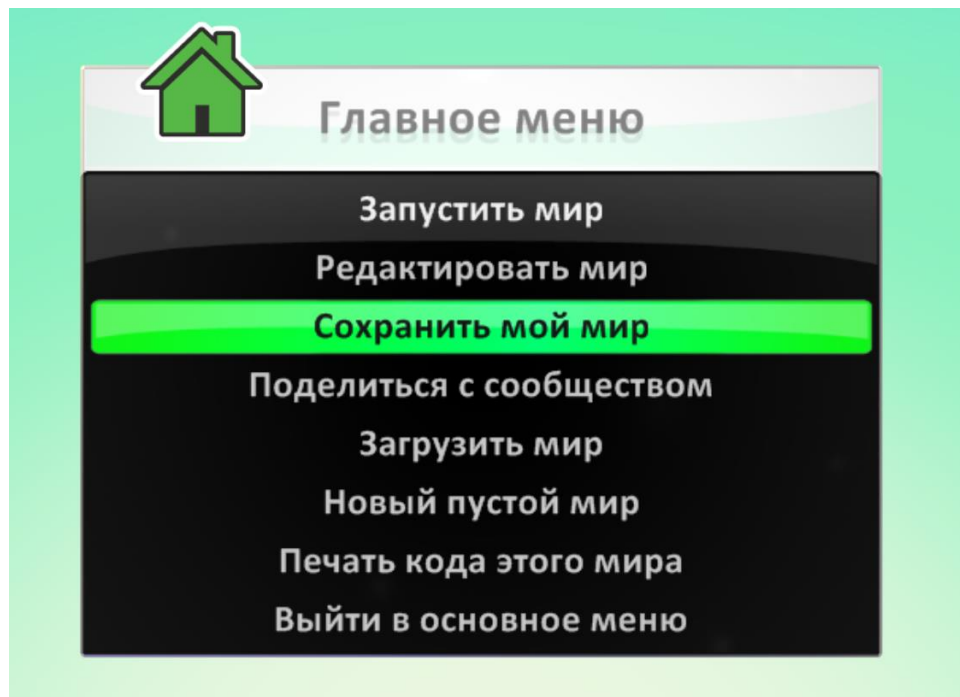 Главное меню
Запустить мир
Редактировать мир
Сохранить мой мир
Поделиться с сообществом
Загрузить мир
Новый пустой мир
Печать кода этого мира
Выйти в основное меню